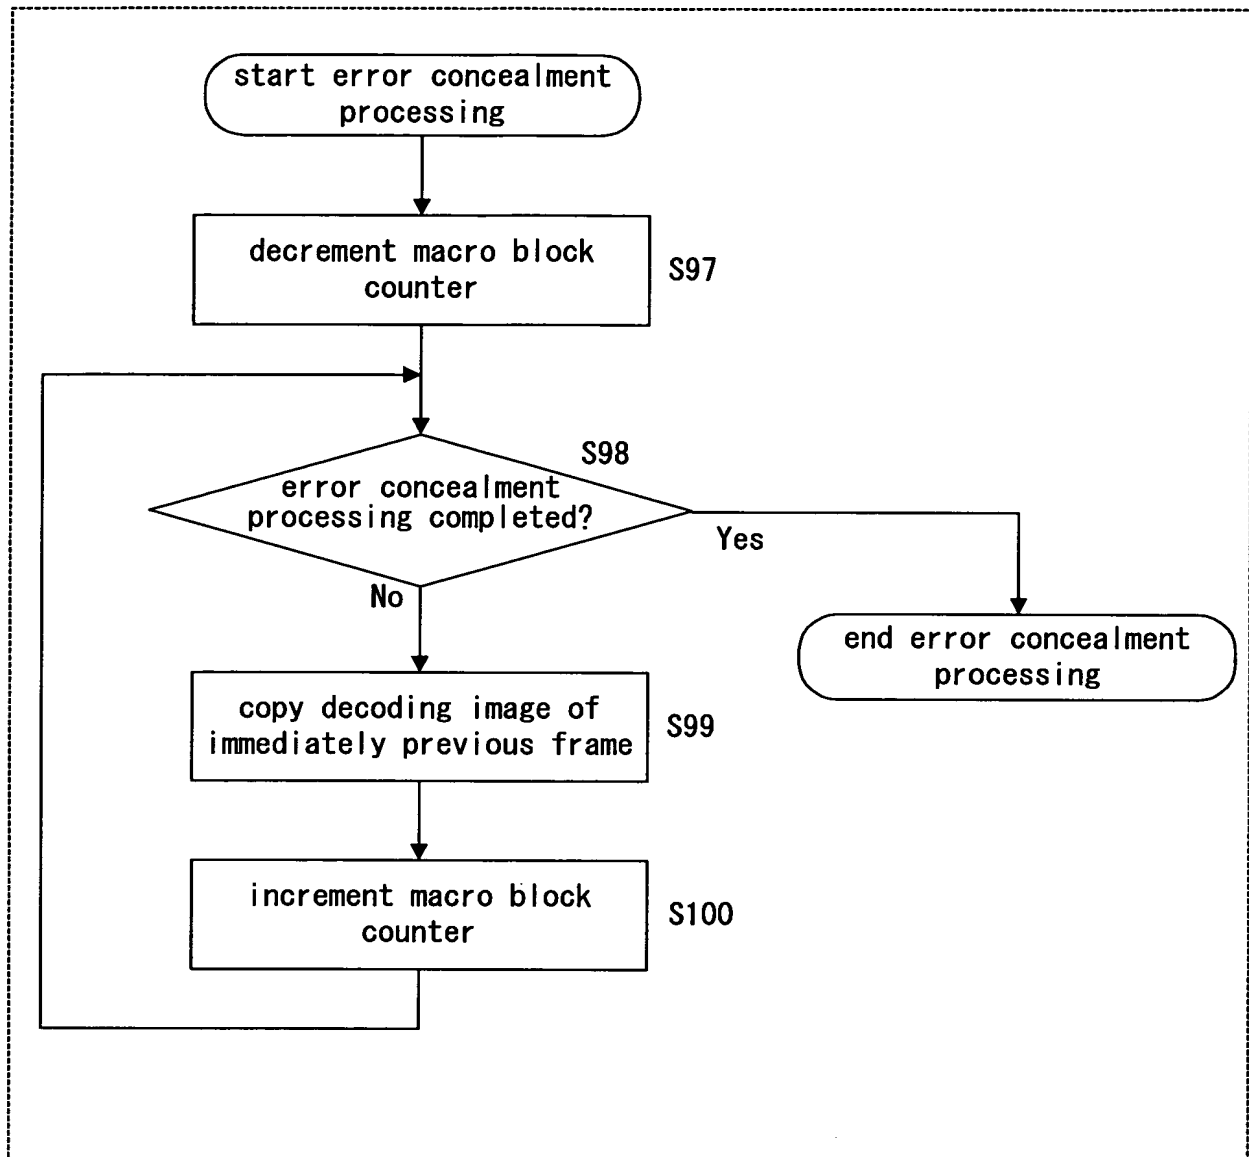 start error concealment
processing
decrement macro block
counter
S97
S98
error concealment
processing completed?
Yes
No
end error concealment
processing
copy decoding image of
immediately previous frame
S99
increment macro block
counter
S100